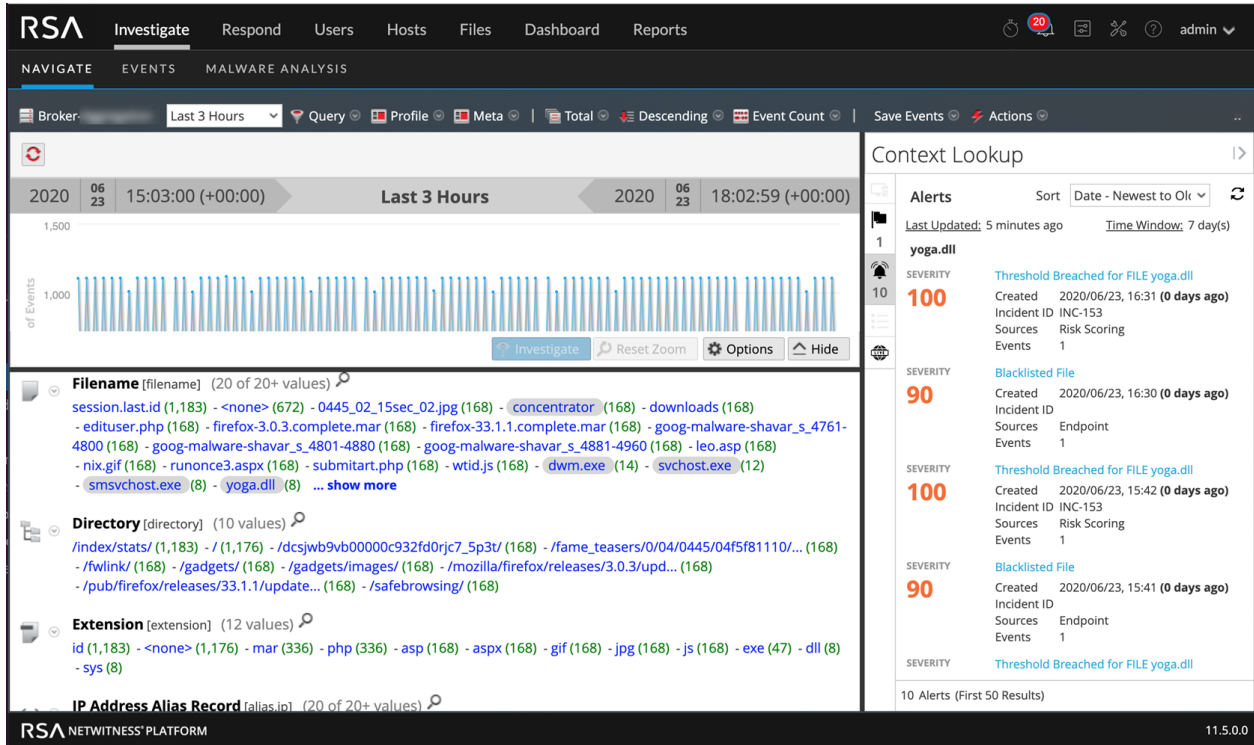 RSA Investigate Respond Users Hosts Files Dashboard Reports 20 admin
NAVIGATE EVENTS MALWARE ANALYSIS
Broker- Last 3 Hours Query Profile Meta | Total Descending Event Count | Save Events Actions ..
2020 06 23 15:03:00 (+00:00) Last 3 Hours 2020 06 23 18:02:59 (+00:00)
1,500
1,000
of Events
Investigate Reset Zoom Options Hide
Filename [filename] (20 of 20+ values)
session.last.id (1,183) - <none> (672) - 0445_02_15sec_02.jpg (168) - concentrator (168) - downloads (168)
- edituser.php (168) - firefox-3.0.3.complete.mar (168) - firefox-33.1.1.complete.mar (168) - goog-malware-shavar_s_4761-
4800 (168) - goog-malware-shavar_s_4801-4880 (168) - goog-malware-shavar_s_4881-4960 (168) - leo.asp (168)
- nix.gif (168) - runonce3.aspx (168) - submitart.php (168) - wtid.js (168) - dwm.exe (14) - svchost.exe (12)
- smsvchost.exe (8) - yoga.dll (8) ... show more
Directory [directory] (10 values)
/index/stats/ (1,183) - / (1,176) - /dcsjwb9vb00000c932fd0rjc7_5p3t/ (168) - /fame_teasers/0/04/0445/04f5f81110/... (168)
- /fwlink/ (168) - /gadgets/ (168) - /gadgets/images/ (168) - /mozilla/firefox/releases/3.0.3/upd... (168)
- /pub/firefox/releases/33.1.1/update... (168) - /safebrowsing/ (168)
Extension [extension] (12 values)
id (1,183) - <none> (1,176) - mar (336) - php (336) - asp (168) - aspx (168) - gif (168) - jpg (168) - js (168) - exe (47) - dll (8)
- sys (8)
IP Address Alias Record [alias.ip] (20 of 20+ values)
Context Lookup
1
10
LIVE
Alerts Sort Date - Newest to Ol
Last Updated: 5 minutes ago Time Window: 7 day(s)
yoga.dll
SEVERITY Threshold Breached for FILE yoga.dll
100 Created 2020/06/23, 16:31 (0 days ago)
Incident ID INC-153
Sources Risk Scoring
Events 1
SEVERITY Blacklisted File
90 Created 2020/06/23, 16:30 (0 days ago)
Incident ID
Sources Endpoint
Events 1
SEVERITY Threshold Breached for FILE yoga.dll
100 Created 2020/06/23, 15:42 (0 days ago)
Incident ID INC-153
Sources Risk Scoring
Events 1
SEVERITY Blacklisted File
90 Created 2020/06/23, 15:41 (0 days ago)
Incident ID
Sources Endpoint
Events 1
SEVERITY Threshold Breached for FILE yoga.dll
10 Alerts (First 50 Results)
RSA NETWITNESS® PLATFORM 11.5.0.0